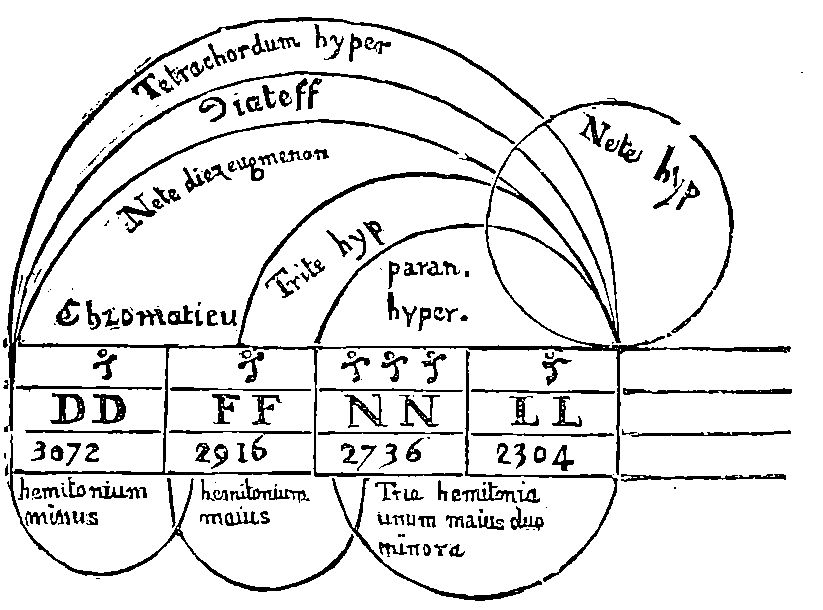 Tetrachordum hyper
Diateff
Nete diezeugmenon
Nete hyp
Trite hyp
paran.
hyper.
Chromaticu
DD FF NN LL
3072 2916 2736 2304
hemitonium
minus
hemitonium
maius
Tria hemitonia
unum maius duo
minora